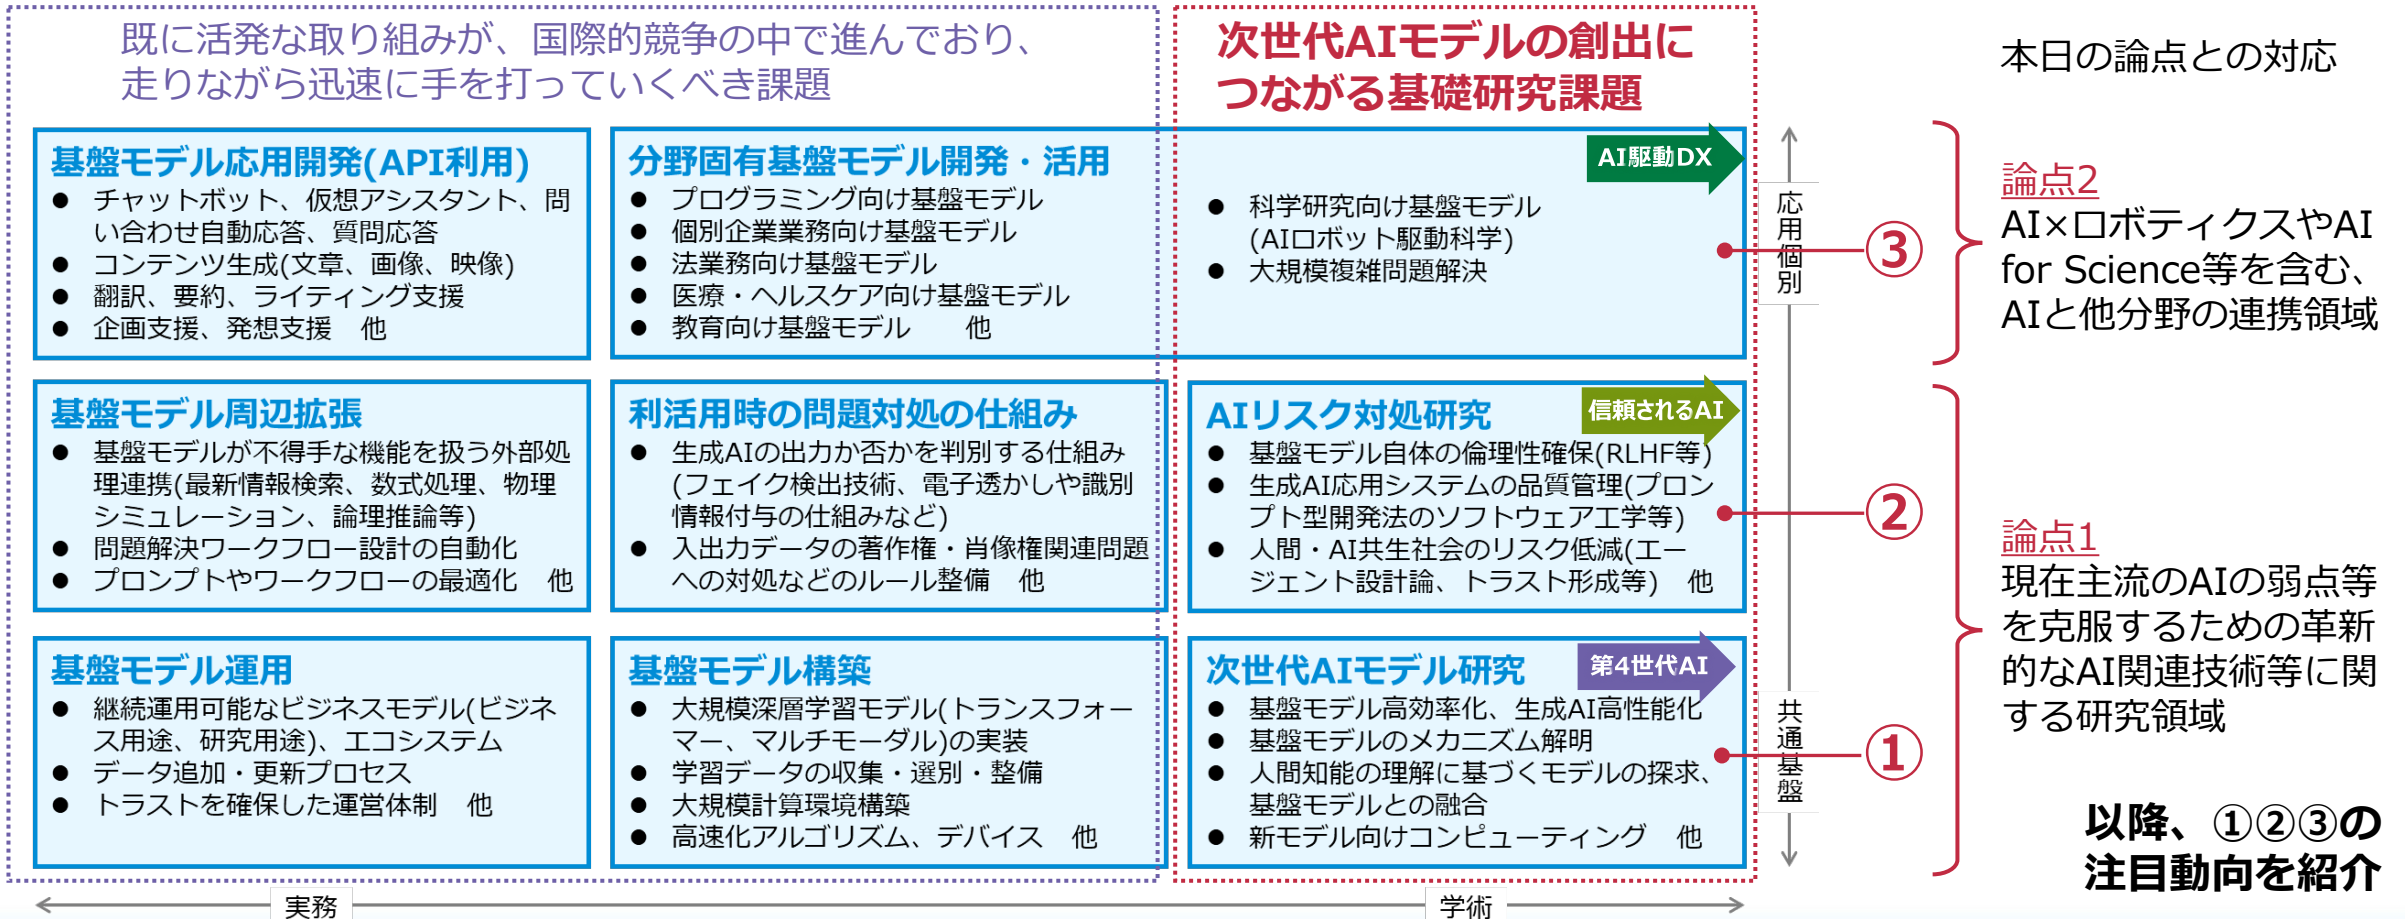 既に活発な取り組みが、国際的競争の中で進んでおり、
走りながら迅速に手を打っていくべき課題
次世代AIモデルの創出に
つながる基礎研究課題
本日の論点との対応
基盤モデル応用開発(API利用)
● チャットボット、仮想アシスタント、問
い合わせ自動応答、質問応答
● コンテンツ生成(文章、画像、映像)
● 翻訳、要約、ライティング支援
● 企画支援、発想支援 他
分野固有基盤モデル開発・活用
● プログラミング向け基盤モデル
● 個別企業業務向け基盤モデル
● 法業務向け基盤モデル
● 医療・ヘルスケア向け基盤モデル
● 教育向け基盤モデル 他
AI駆動DX
● 科学研究向け基盤モデル
(AIロボット駆動科学)
● 大規模複雑問題解決
応用個別
③
論点2
AI×ロボティクスやAI
for Science等を含む、
AIと他分野の連携領域
基盤モデル周辺拡張
● 基盤モデルが不得手な機能を扱う外部処
理連携(最新情報検索、数式処理、物理
シミュレーション、論理推論等)
● 問題解決ワークフロー設計の自動化
● プロンプトやワークフローの最適化 他
利活用時の問題対処の仕組み
● 生成AIの出力か否かを判別する仕組み
(フェイク検出技術、電子透かしや識別
情報付与の仕組みなど)
● 入出力データの著作権・肖像権関連問題
への対処などのルール整備 他
AIリスク対処研究
信頼されるAI
● 基盤モデル自体の倫理性確保(RLHF等)
● 生成AI応用システムの品質管理(プロン
プト型開発法のソフトウェア工学等)
● 人間・AI共生社会のリスク低減(エー
ジェント設計論、トラスト形成等) 他
②
論点1
現在主流のAIの弱点等
を克服するための革新
的なAI関連技術等に関
する研究領域
基盤モデル運用
● 継続運用可能なビジネスモデル(ビジネ
ス用途、研究用途)、エコシステム
● データ追加・更新プロセス
● トラストを確保した運営体制 他
基盤モデル構築
● 大規模深層学習モデル(トランスフォー
マー、マルチモーダル)の実装
● 学習データの収集・選別・整備
● 大規模計算環境構築
● 高速化アルゴリズム、デバイス 他
次世代AIモデル研究
第4世代AI
● 基盤モデル高効率化、生成AI高性能化
● 基盤モデルのメカニズム解明
● 人間知能の理解に基づくモデルの探求、
基盤モデルとの融合
● 新モデル向けコンピューティング 他
共通基盤
①
以降、①②③の
注目動向を紹介
実務
学術